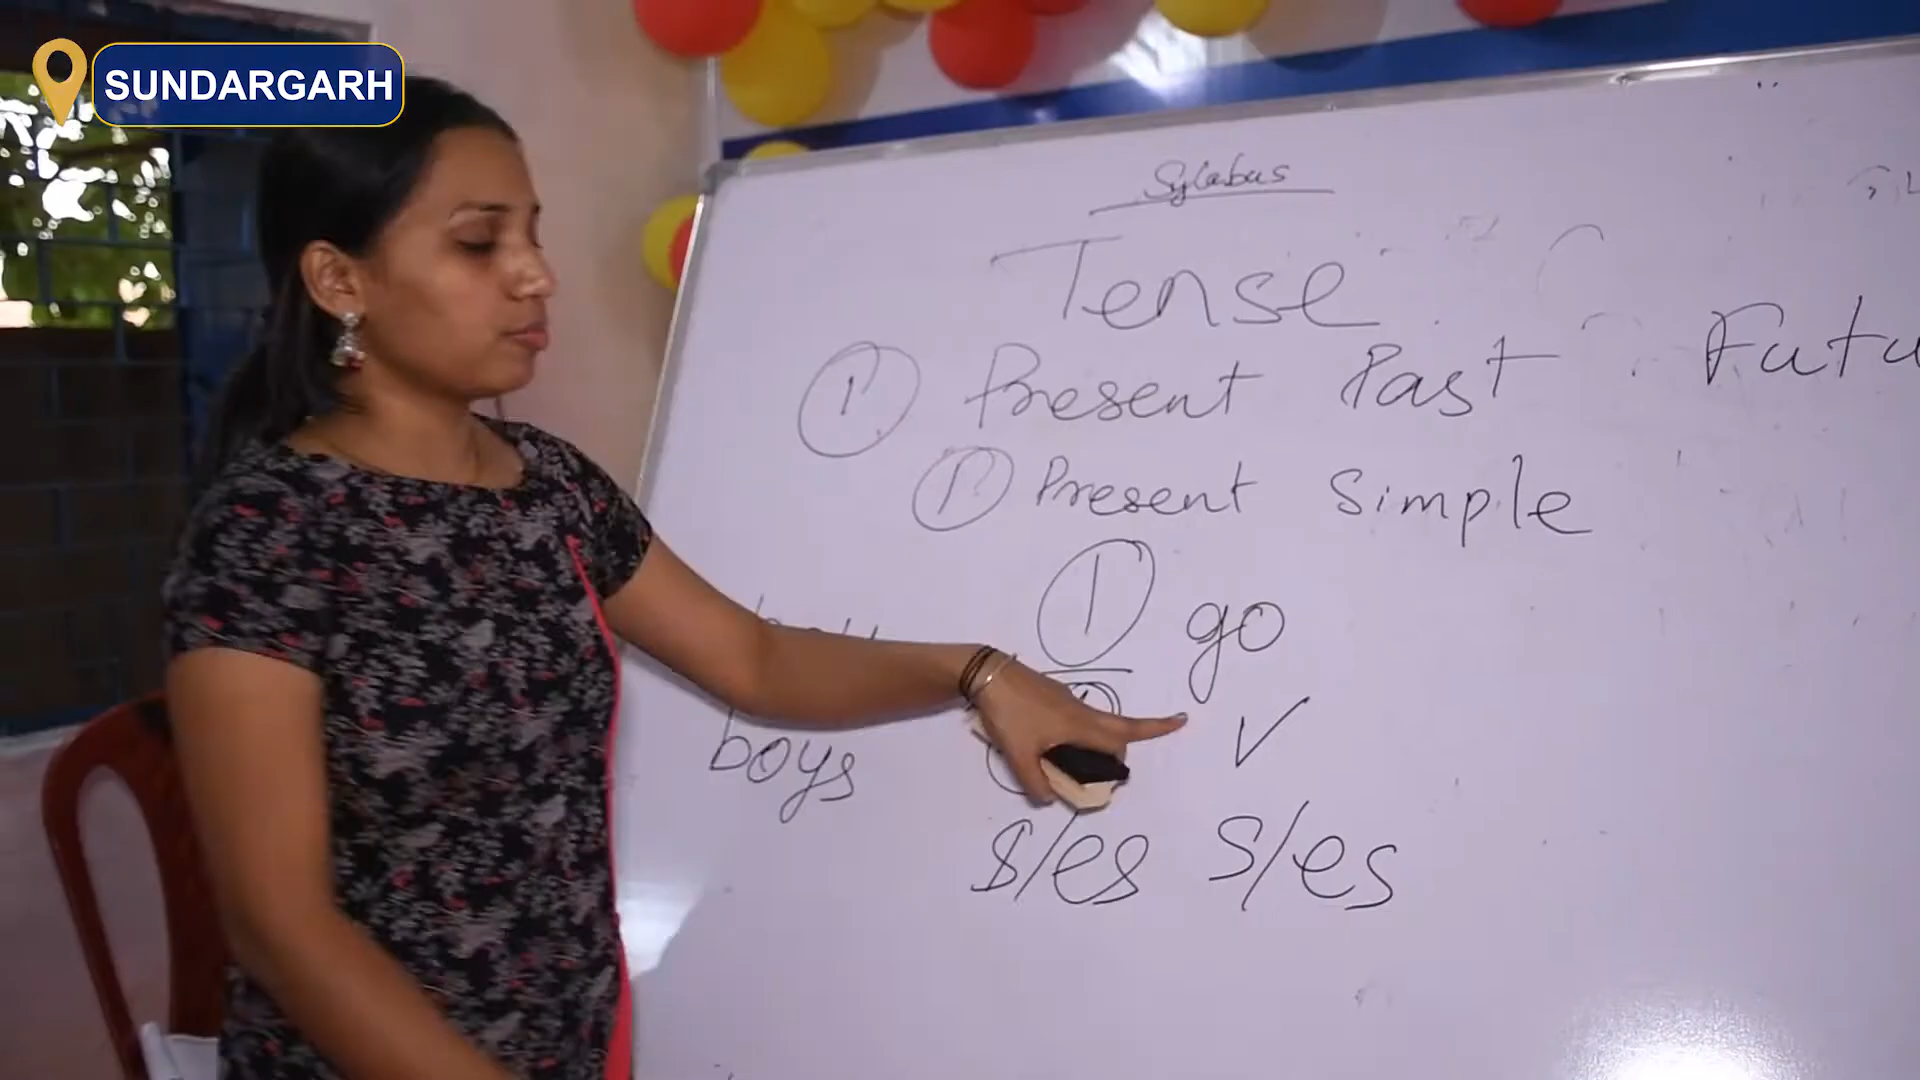 SUNDARGARH
Sylabus
Tense
① Present Past Futu
① Present Simple
① go
boys V
S/es S/es